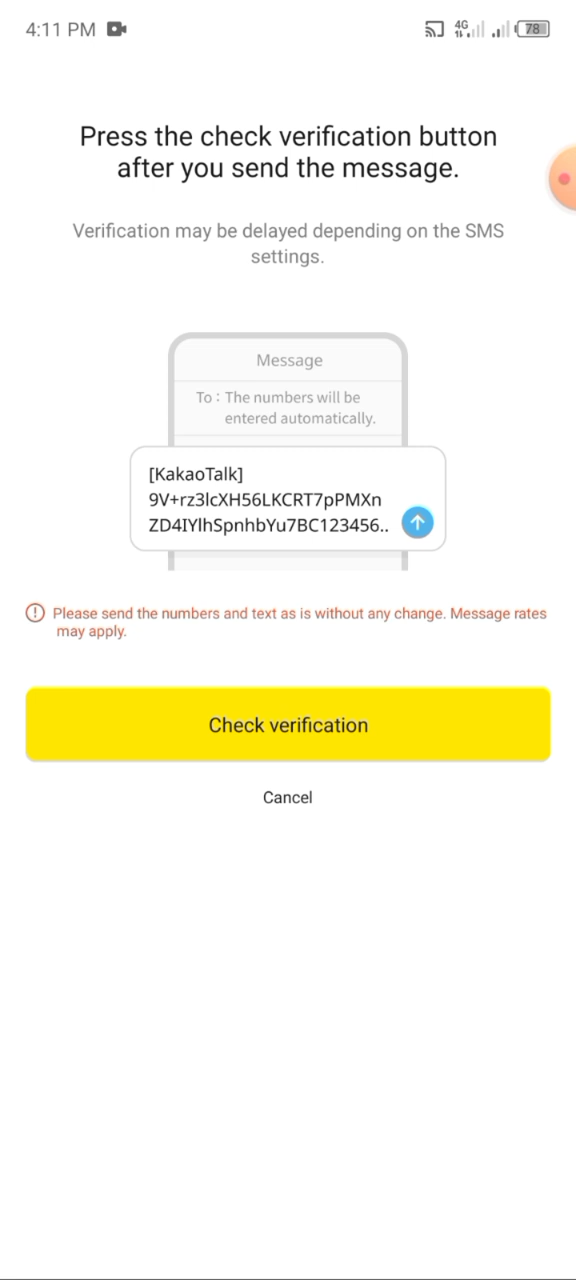 4:11 PM
4G
78
Press the check verification button
after you send the message.
Verification may be delayed depending on the SMS
settings.
Message
To : The numbers will be
entered automatically.
[KakaoTalk]
9V+rz3lcXH56LKCRT7pPMXn
ZD4IYlhSpnhbYu7BC123456..
Please send the numbers and text as is without any change. Message rates
may apply.
Check verification
Cancel